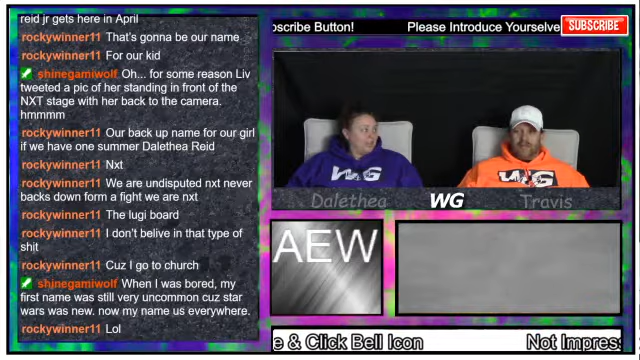 reid jr gets here in April
rockywinner11 That's gonna be our name
rockywinner11 For our kid
shinegamiwolf Oh... for some reason Liv
tweeted a pic of her standing in front of the
NXT stage with her back to the camera.
hmmmm
rockywinner11 Our back up name for our girl
if we have one summer Dalethea Reid
rockywinner11 Nxt
rockywinner11 We are undisputed nxt never
backs down form a fight we are nxt
rockywinner11 The lugi board
rockywinner11 I don't belive in that type of
shit
rockywinner11 Cuz I go to church
shinegamiwolf When I was bored, my
first name was still very uncommon cuz star
wars was new. now my name us everywhere.
rockywinner11 Lol
bscribe Button!
Please Introduce Yourselve
SUBSCRIBE
WG
WG
Dalethea
WG
Travis
AEW
e & Click Bell Icon
Not Impres